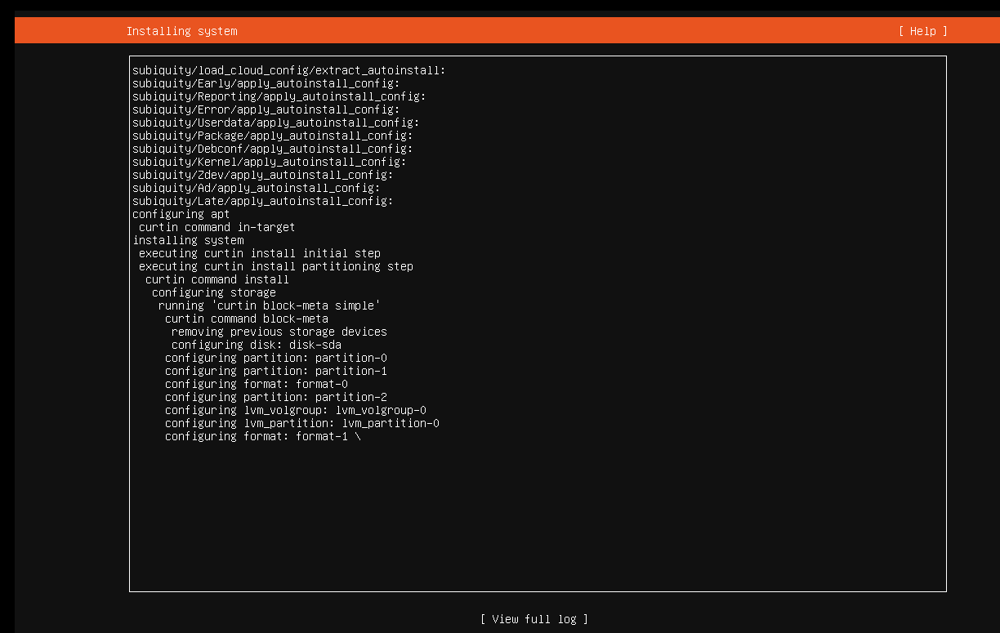 Installing system
[ Help ]
subiquity/load_cloud_config/extract_autoinstall:
subiquity/Early/apply_autoinstall_config:
subiquity/Reporting/apply_autoinstall_config:
subiquity/Error/apply_autoinstall_config:
subiquity/Userdata/apply_autoinstall_config:
subiquity/Package/apply_autoinstall_config:
subiquity/Debconf/apply_autoinstall_config:
subiquity/Kernel/apply_autoinstall_config:
subiquity/Zdev/apply_autoinstall_config:
subiquity/Ad/apply_autoinstall_config:
subiquity/Late/apply_autoinstall_config:
configuring apt
curtin command in-target
installing system
executing curtin install initial step
executing curtin install partitioning step
curtin command install
configuring storage
running 'curtin block-meta simple'
curtin command block-meta
removing previous storage devices
configuring disk: disk-sda
configuring partition: partition-0
configuring partition: partition-1
configuring format: format-0
configuring partition: partition-2
configuring lvm_volgroup: lvm_volgroup-0
configuring lvm_partition: lvm_partition-0
configuring format: format-1 \
[ View full log ]